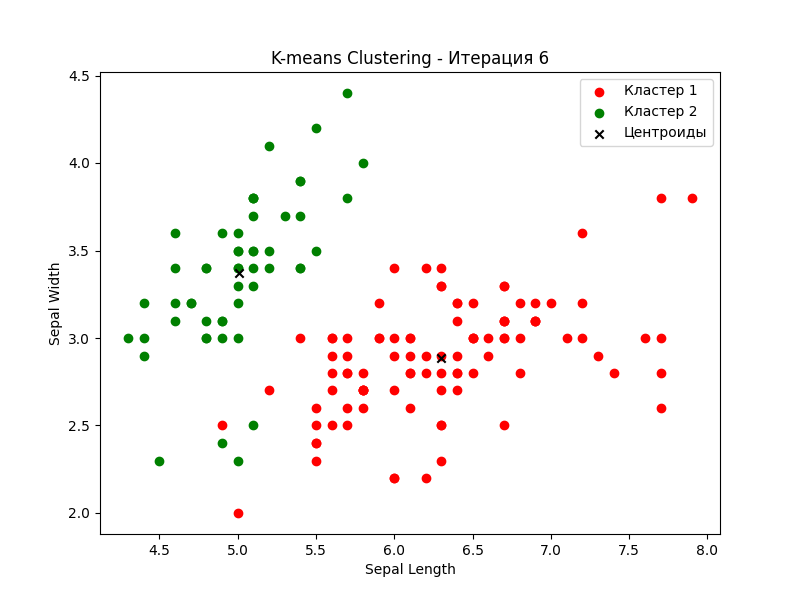 K-means Clustering - Итерация 6
Кластер 1
Кластер 2
Центроиды
4.5
4.0
3.5
3.0
2.5
2.0
Sepal Width
4.5 5.0 5.5 6.0 6.5 7.0 7.5 8.0
Sepal Length